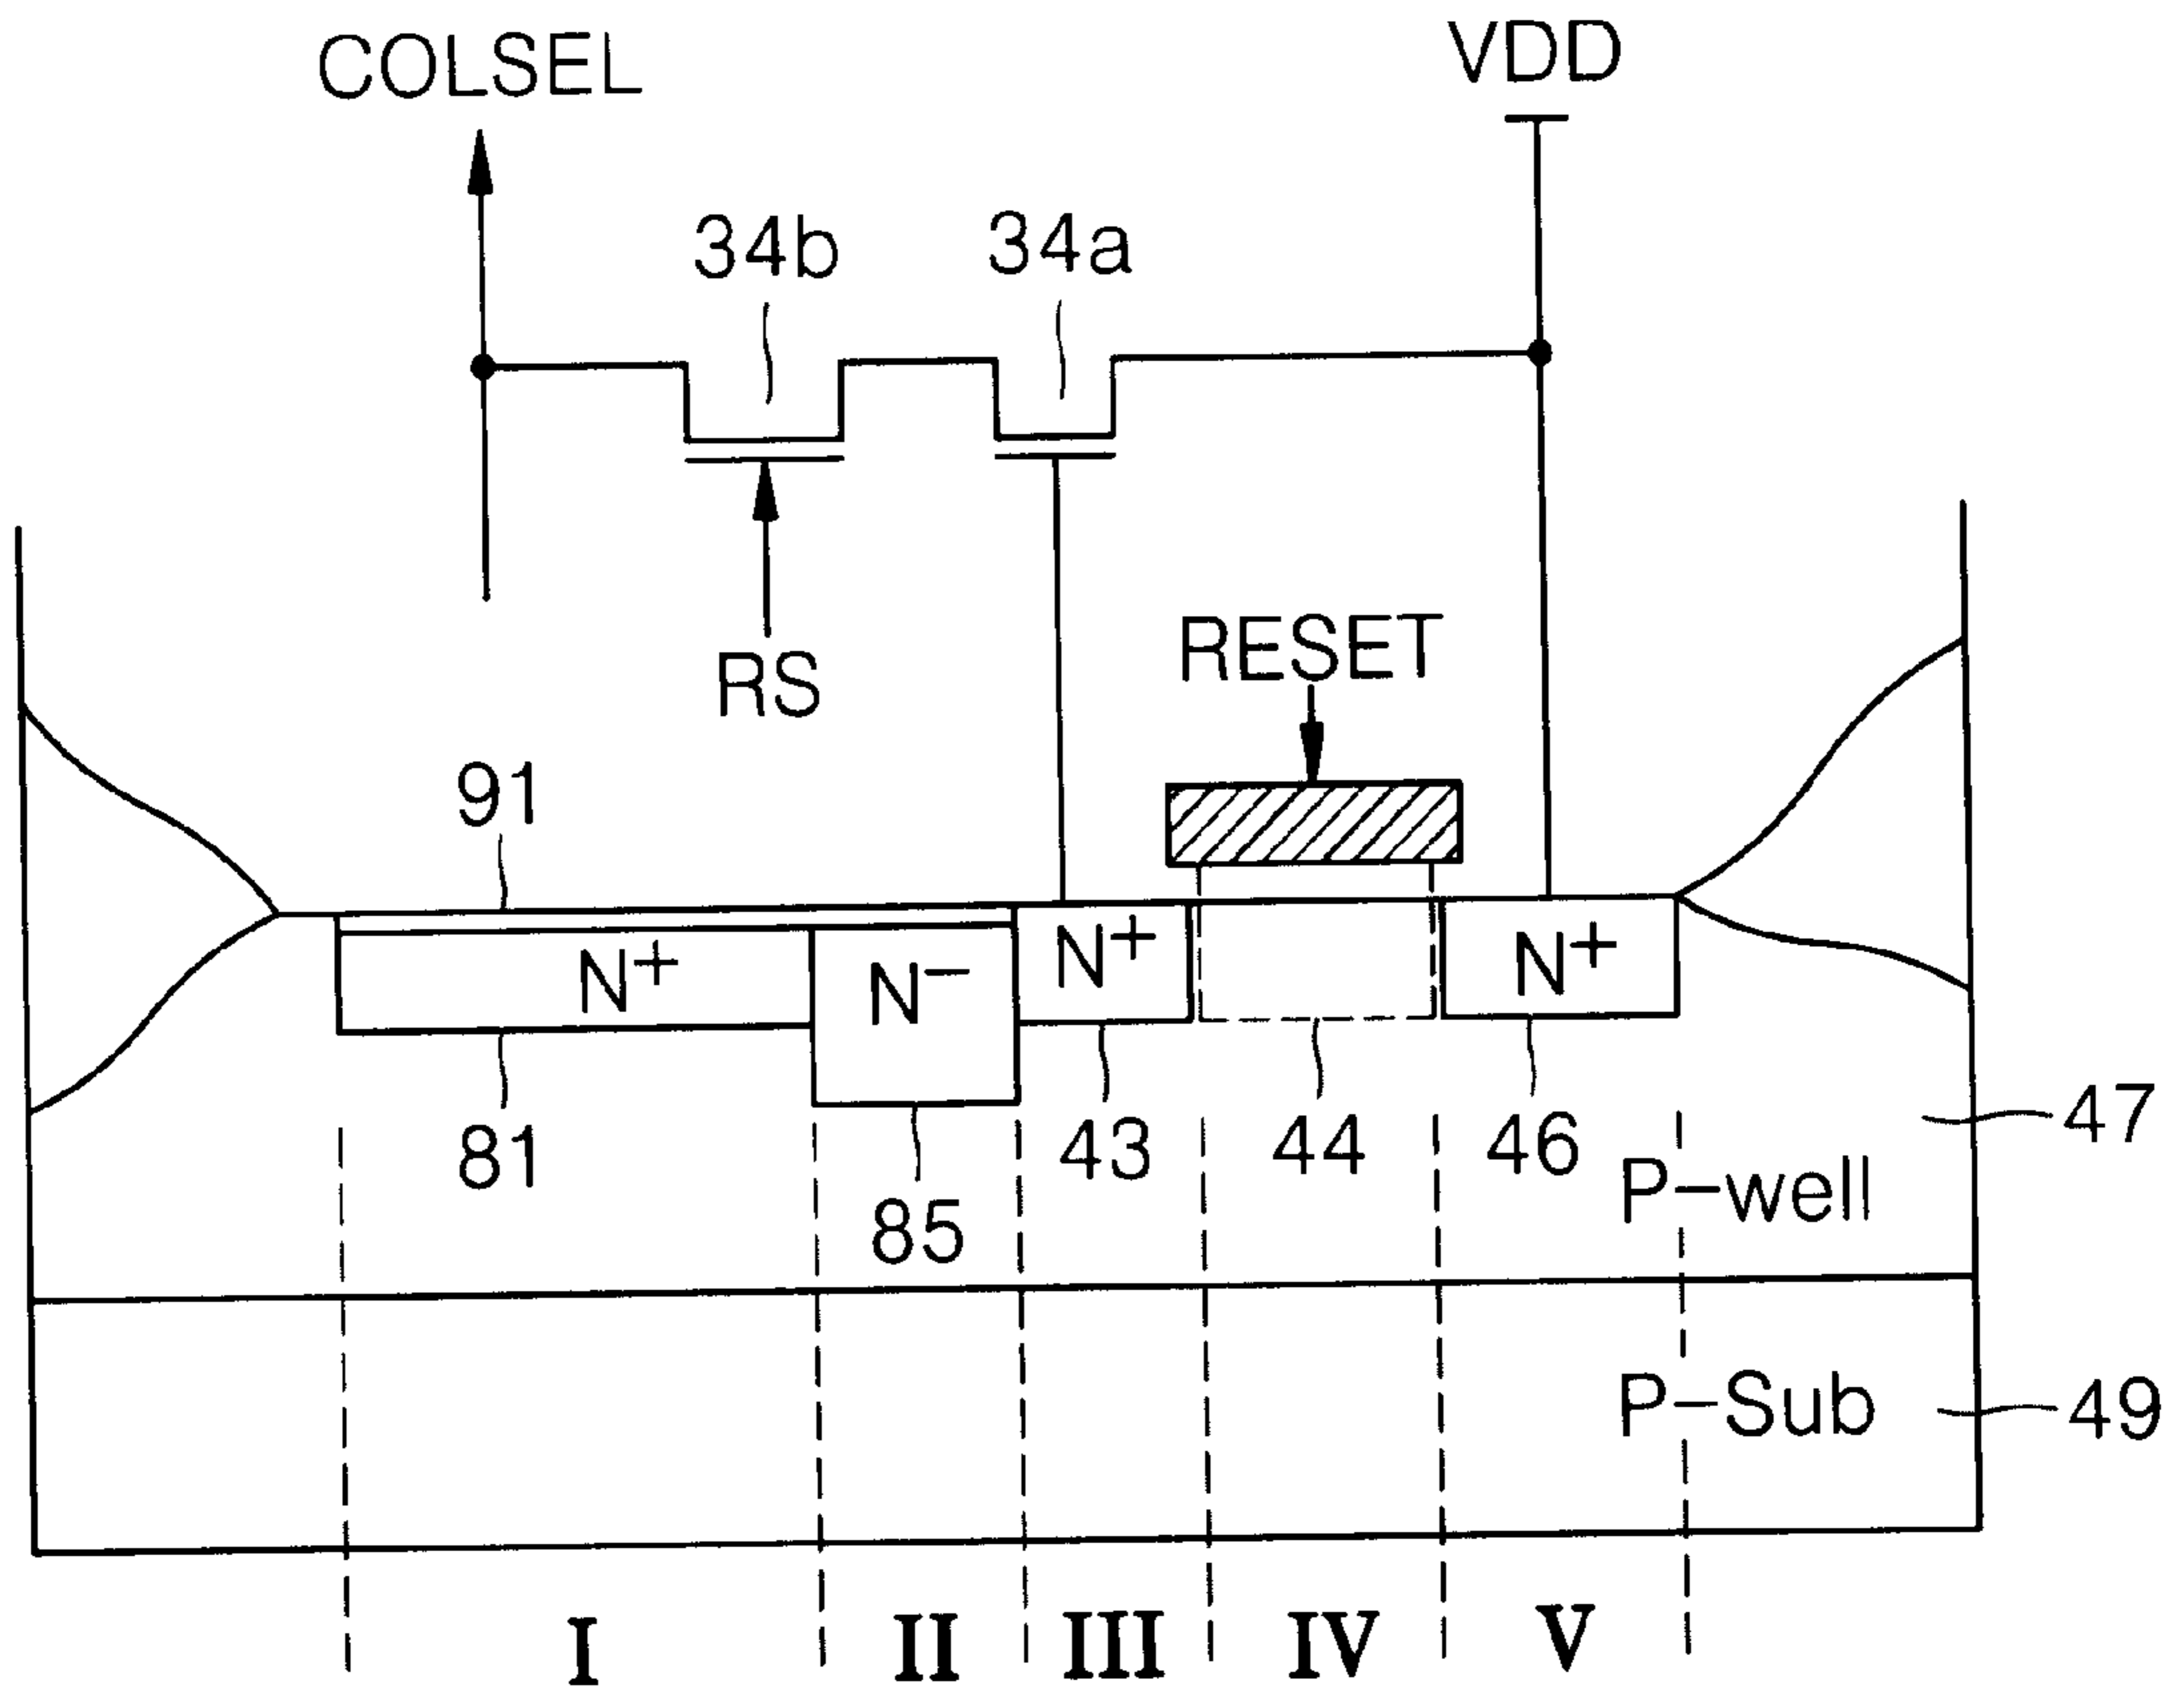 COLSEL
VDD
34b
34a
RS
RESET
91
N+
N−
N+
N+
81
85
43
44
46
47
P−well
P−Sub
49
I
II
III
IV
V